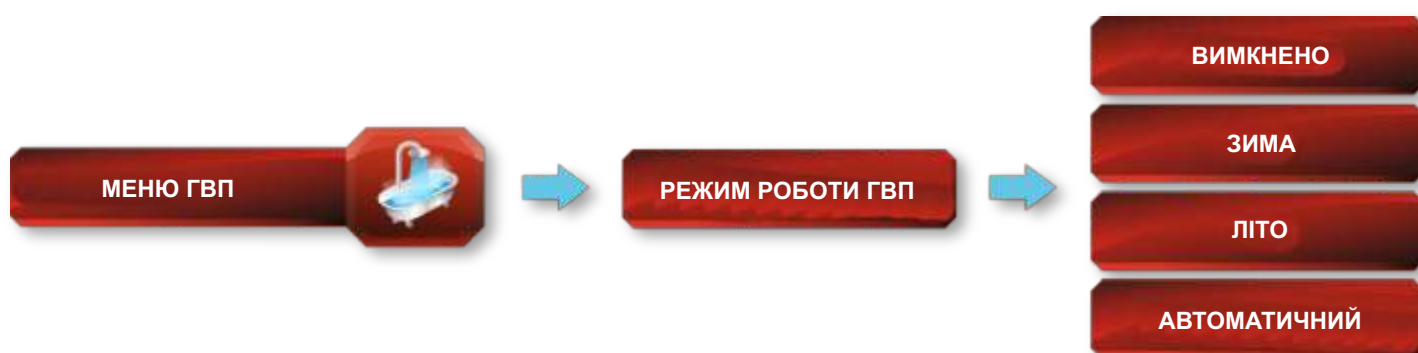 МЕНЮ ГВП
РЕЖИМ РОБОТИ ГВП
ВИМКНЕНО
ЗИМА
ЛІТО
АВТОМАТИЧНИЙ